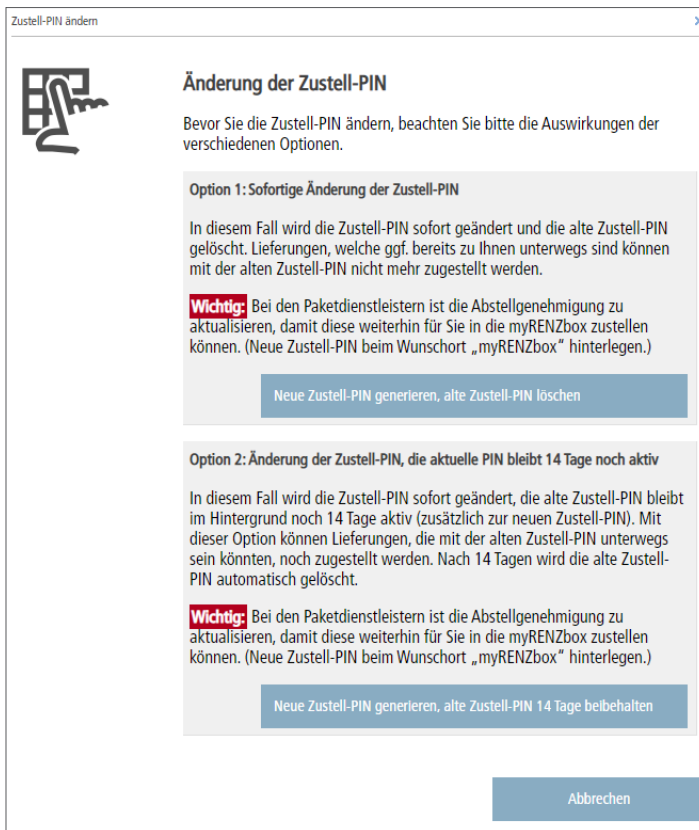 Zustell-PIN ändern
Änderung der Zustell-PIN
Bevor Sie die Zustell-PIN ändern, beachten Sie bitte die Auswirkungen der
verschiedenen Optionen.
Option 1: Sofortige Änderung der Zustell-PIN
In diesem Fall wird die Zustell-PIN sofort geändert und die alte Zustell-PIN
gelöscht. Lieferungen, welche ggf. bereits zu Ihnen unterwegs sind können
mit der alten Zustell-PIN nicht mehr zugestellt werden.
Wichtig: Bei den Paketdienstleistern ist die Abstellgenehmigung zu
aktualisieren, damit diese weiterhin für Sie in die myRENZbox zustellen
können. (Neue Zustell-PIN beim Wunschort „myRENZbox“ hinterlegen.)
Neue Zustell-PIN generieren, alte Zustell-PIN löschen
Option 2: Änderung der Zustell-PIN, die aktuelle PIN bleibt 14 Tage noch aktiv
In diesem Fall wird die Zustell-PIN sofort geändert, die alte Zustell-PIN bleibt
im Hintergrund noch 14 Tage aktiv (zusätzlich zur neuen Zustell-PIN). Mit
dieser Option können Lieferungen, die mit der alten Zustell-PIN unterwegs
sein könnten, noch zugestellt werden. Nach 14 Tagen wird die alte Zustell-
PIN automatisch gelöscht.
Wichtig: Bei den Paketdienstleistern ist die Abstellgenehmigung zu
aktualisieren, damit diese weiterhin für Sie in die myRENZbox zustellen
können. (Neue Zustell-PIN beim Wunschort „myRENZbox“ hinterlegen.)
Neue Zustell-PIN generieren, alte Zustell-PIN 14 Tage beibehalten
Abbrechen